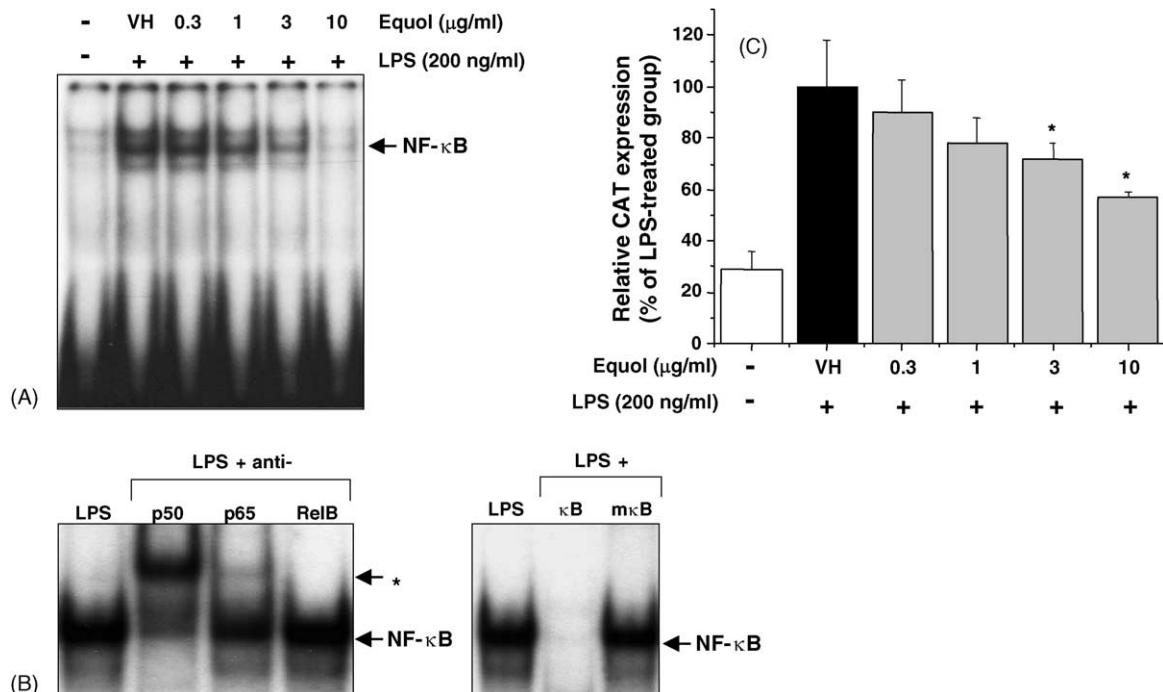 - VH 0.3 1 3 10 Equol (μg/ml)
- + + + + + LPS (200 ng/ml)
NF-κB
(A)
(C)
Relative CAT expression
(% of LPS-treated group)
120
100
80
60
40
20
0
* *
Equol (μg/ml) - VH 0.3 1 3 10
LPS (200 ng/ml) - + + + + +
LPS + anti-
LPS p50 p65 RelB
*
NF-κB
(B)
LPS +
LPS κB mκB
NF-κB